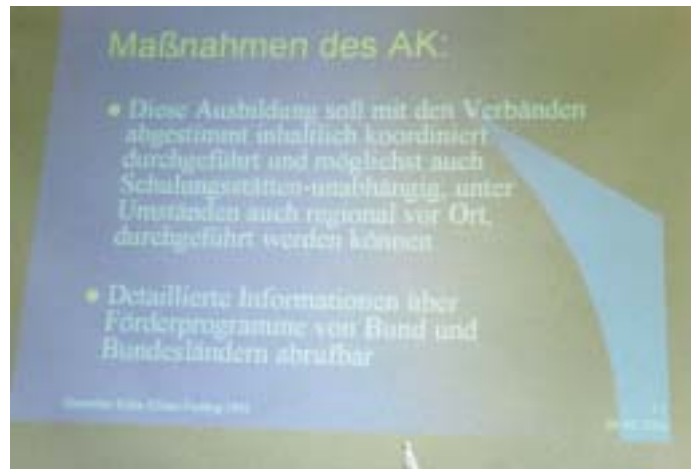 Maßnahmen des AK:
• Diese Ausbildung soll mit den Verbänden
abgestimmt inhaltlich koordiniert
durchgeführt und möglichst auch
Schulungsstätten-unabhängig, unter
Umständen auch regional vor Ort,
durchgeführt werden können
• Detaillierte Informationen über
Förderprogramme von Bund und
Bundesländern abrufbar